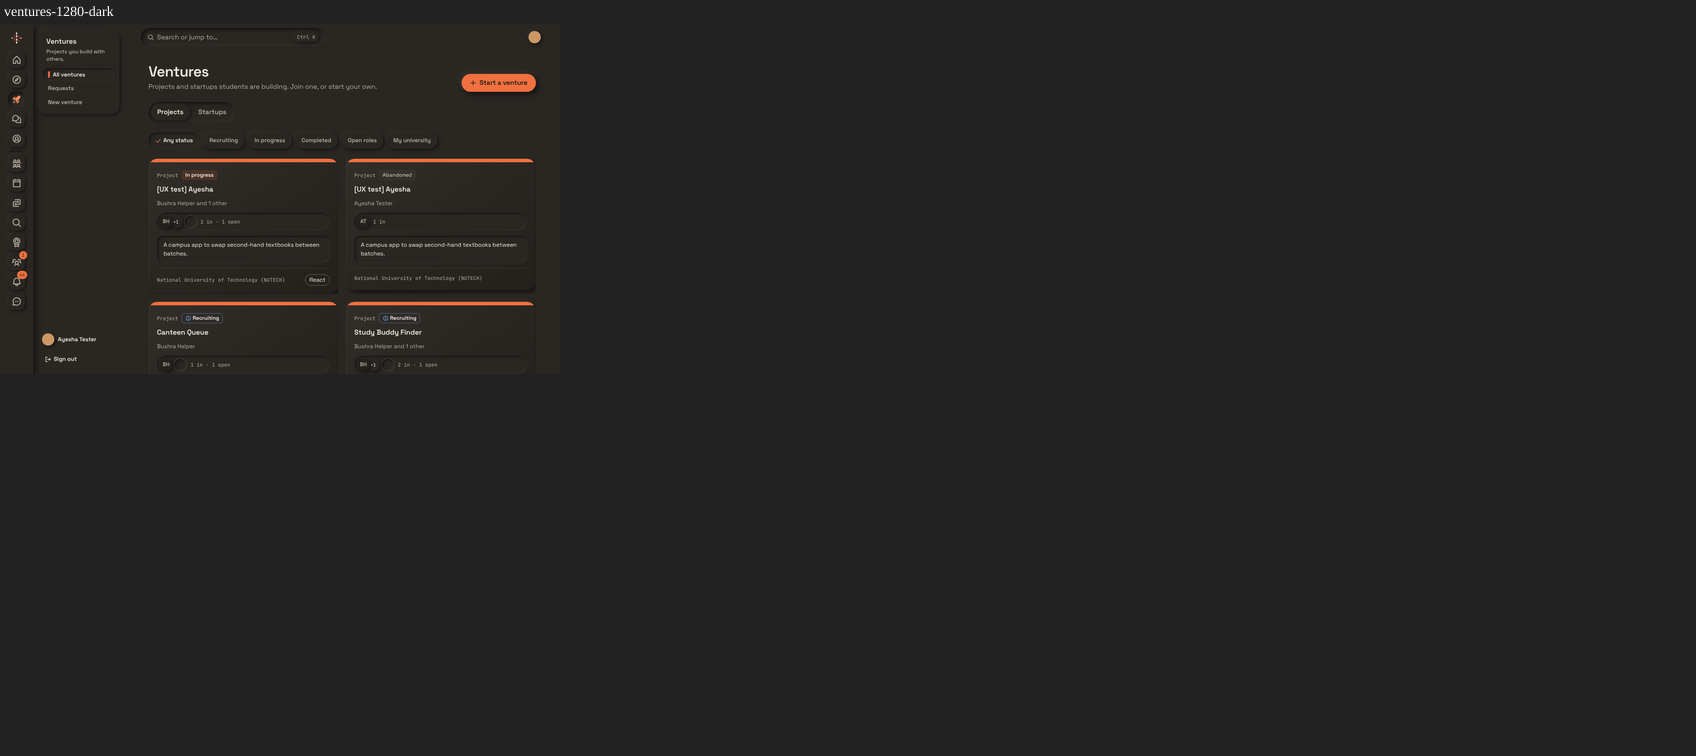 ventures-1280-dark
Ventures
Projects you build with
others.
All ventures
Requests
New venture
Ayesha Tester
Sign out
Search or jump to...
Ctrl K
Ventures
Projects and startups students are building. Join one, or start your own.
+ Start a venture
Projects Startups
Any status Recruiting In progress Completed Open roles My university
Project In progress
[UX test] Ayesha
Bushra Helper and 1 other
BH +1 2 in · 1 open
A campus app to swap second-hand textbooks between
batches.
National University of Technology (NUTECH) React
Project Abandoned
[UX test] Ayesha
Ayesha Tester
AT 1 in
A campus app to swap second-hand textbooks between
batches.
National University of Technology (NUTECH)
Project Recruiting
Canteen Queue
Bushra Helper
BH 1 in · 1 open
Project Recruiting
Study Buddy Finder
Bushra Helper and 1 other
BH +1 2 in · 1 open